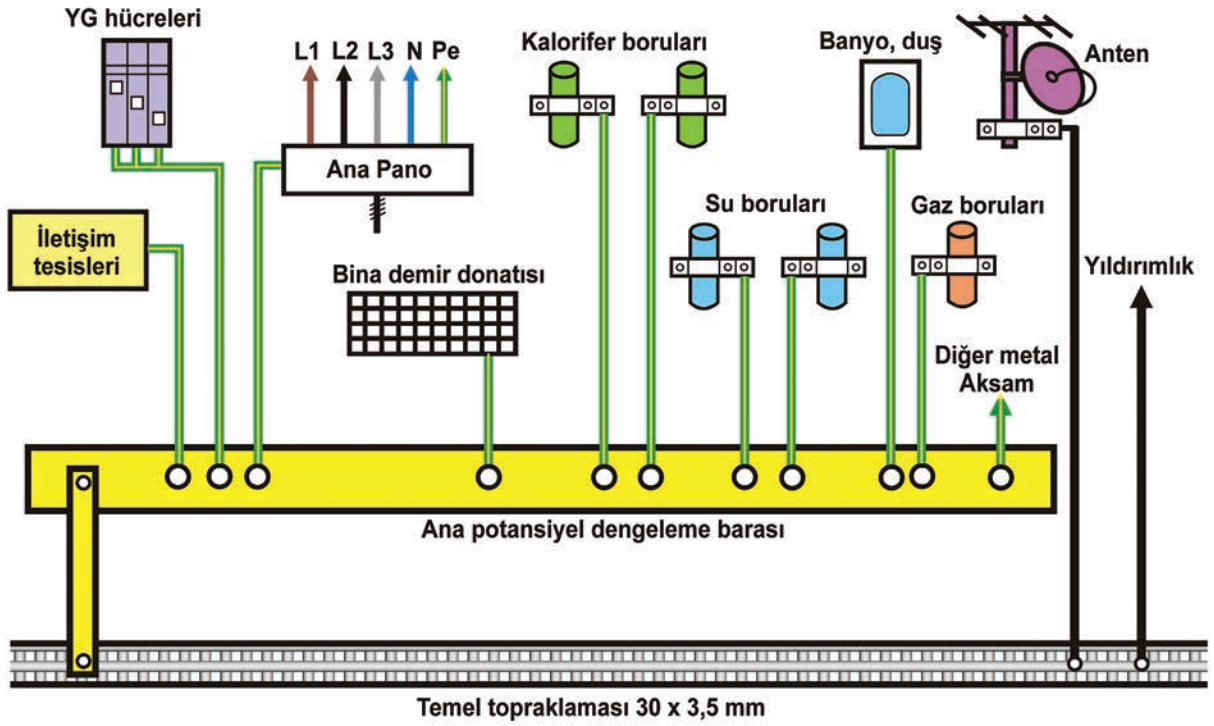 YG hücreleri
L1 L2 L3 N Pe
Kalorifer boruları
Banyo, duş
Anten
Ana Pano
İletişim
tesisleri
Su boruları
Gaz boruları
Bina demir donatısı
Yıldırımlık
Diğer metal
Aksam
Ana potansiyel dengeleme barası
Temel topraklaması 30 x 3,5 mm